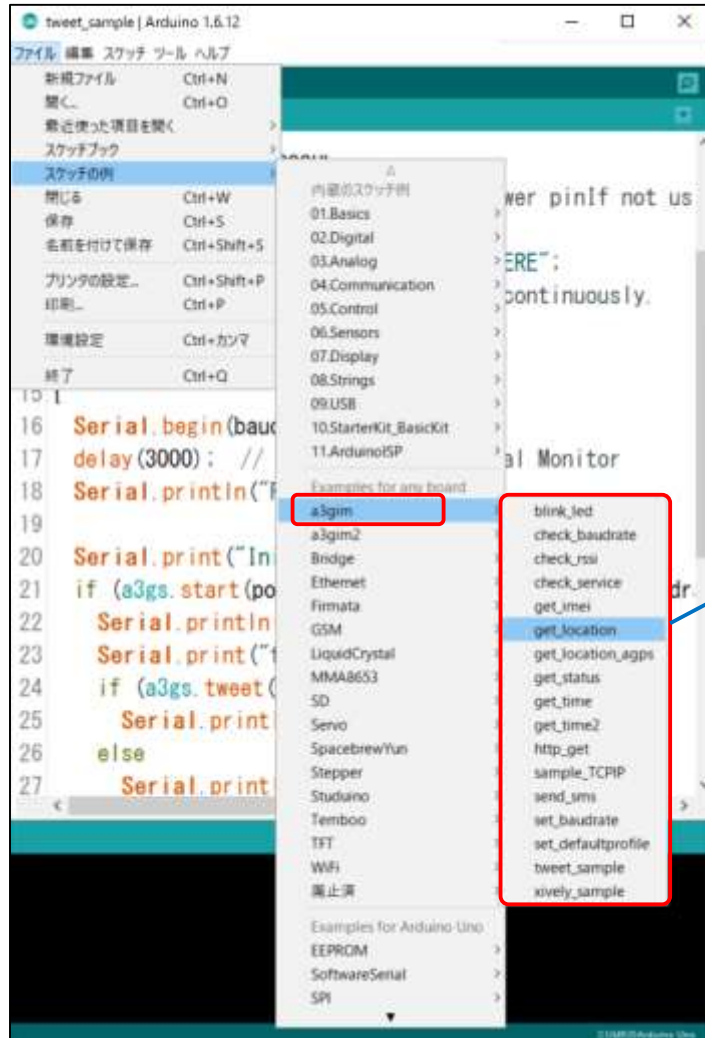 tweet_sample | Arduino 1.6.12
ファイル 編集 スケッチ ツール ヘルプ
新規ファイル Ctrl+N
開く... Ctrl+O
最近使った項目を開く
スケッチブック
スケッチの例
閉じる Ctrl+W
保存 Ctrl+S
名前を付けて保存 Ctrl+Shift+S
プリンタの設定... Ctrl+Shift+P
印刷... Ctrl+P
環境設定 Ctrl+カンマ
終了 Ctrl+Q
内蔵のスケッチ例
01.Basics
02.Digital
03.Analog
04.Communication
05.Control
06.Sensors
07.Display
08.Strings
09.USB
10.StarterKit_BasicKit
11.ArduinoISP
Examples for any board
a3gim
a3gim2
Bridge
Ethernet
Firmata
GSM
LiquidCrystal
MMA8653
SD
Servo
SpacebrewYun
Stepper
Studuino
Temboo
TFT
WiFi
廃止済
Examples for Arduino Uno
EEPROM
SoftwareSerial
SPI
blink_led
check_baudrate
check_rssi
check_service
get_imei
get_location
get_location_agps
get_status
get_time
get_time2
http_get
sample_TCPIP
send_sms
set_baudrate
set_defaultprofile
tweet_sample
xively_sample
wer pinIf not us
ERE";
continuously.
16 Serial.begin(baud
17 delay(3000); // al Monitor
18 Serial.println("
19
20 Serial.print("Ini
21 if (a3gs.start(po dr
22 Serial.println
23 Serial.print("t
24 if (a3gs.tweet(
25 Serial.print
26 else
27 Serial.print